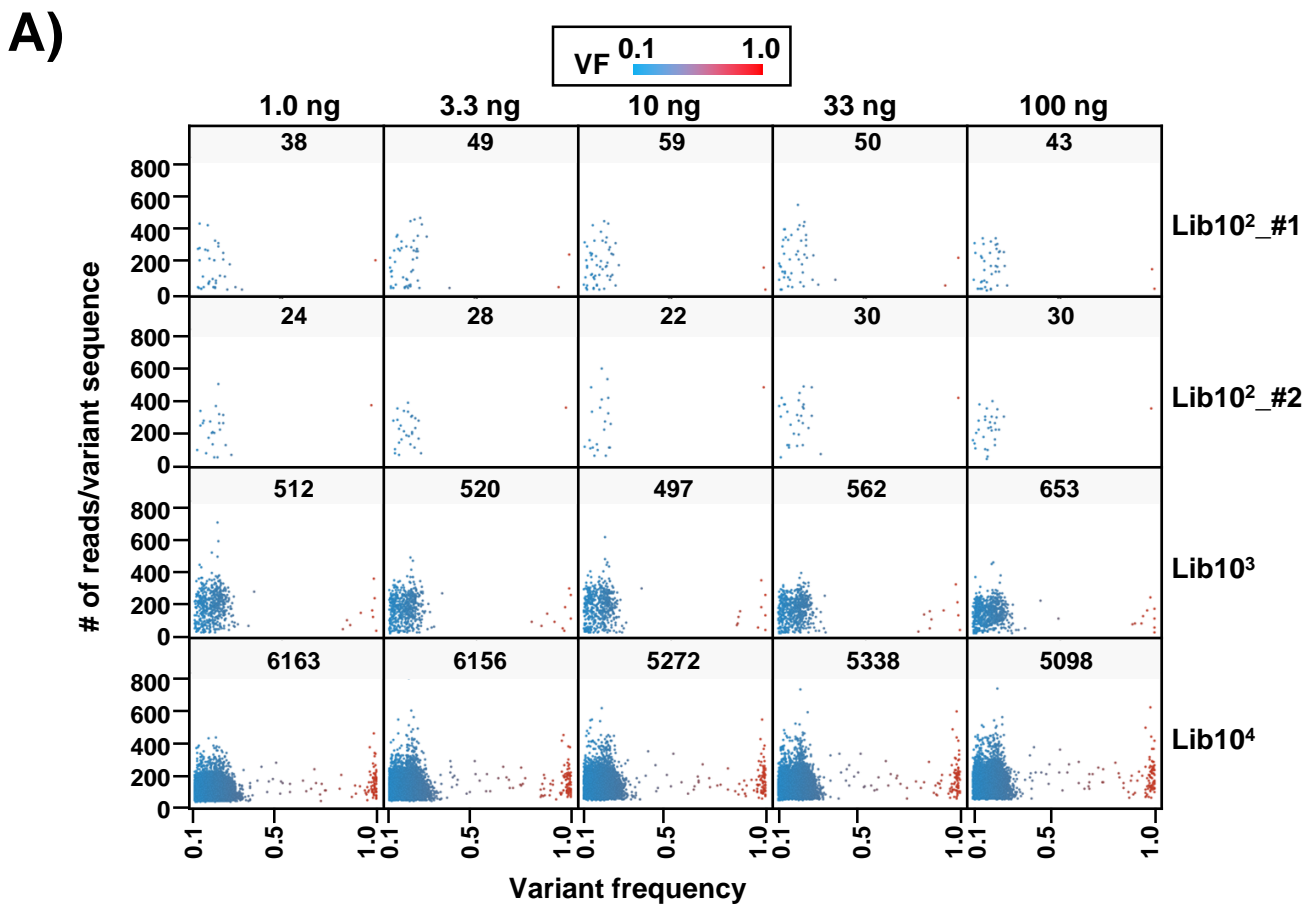 A)
VF 0.1 1.0
1.0 ng 3.3 ng 10 ng 33 ng 100 ng
38 49 59 50 43
800
600
400
200
0
Lib10²_#1
24 28 22 30 30
800
600
400
200
0
Lib10²_#2
512 520 497 562 653
800
600
400
200
0
Lib10³
6163 6156 5272 5338 5098
800
600
400
200
0
Lib10⁴
# of reads/variant sequence
0.1 0.5 1.0 0.1 0.5 1.0 0.1 0.5 1.0 0.1 0.5 1.0 0.1 0.5 1.0
Variant frequency